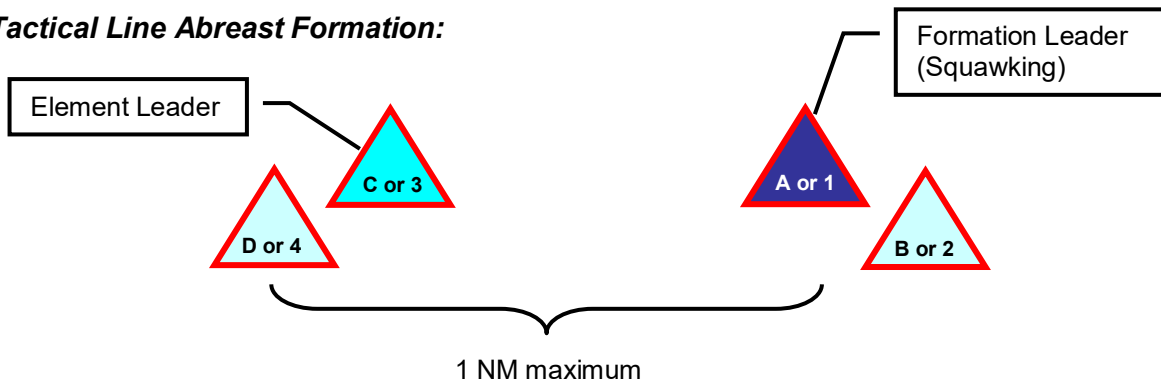 Tactical Line Abreast Formation:
Formation Leader
(Squawking)
Element Leader
C or 3
A or 1
D or 4
B or 2
1 NM maximum